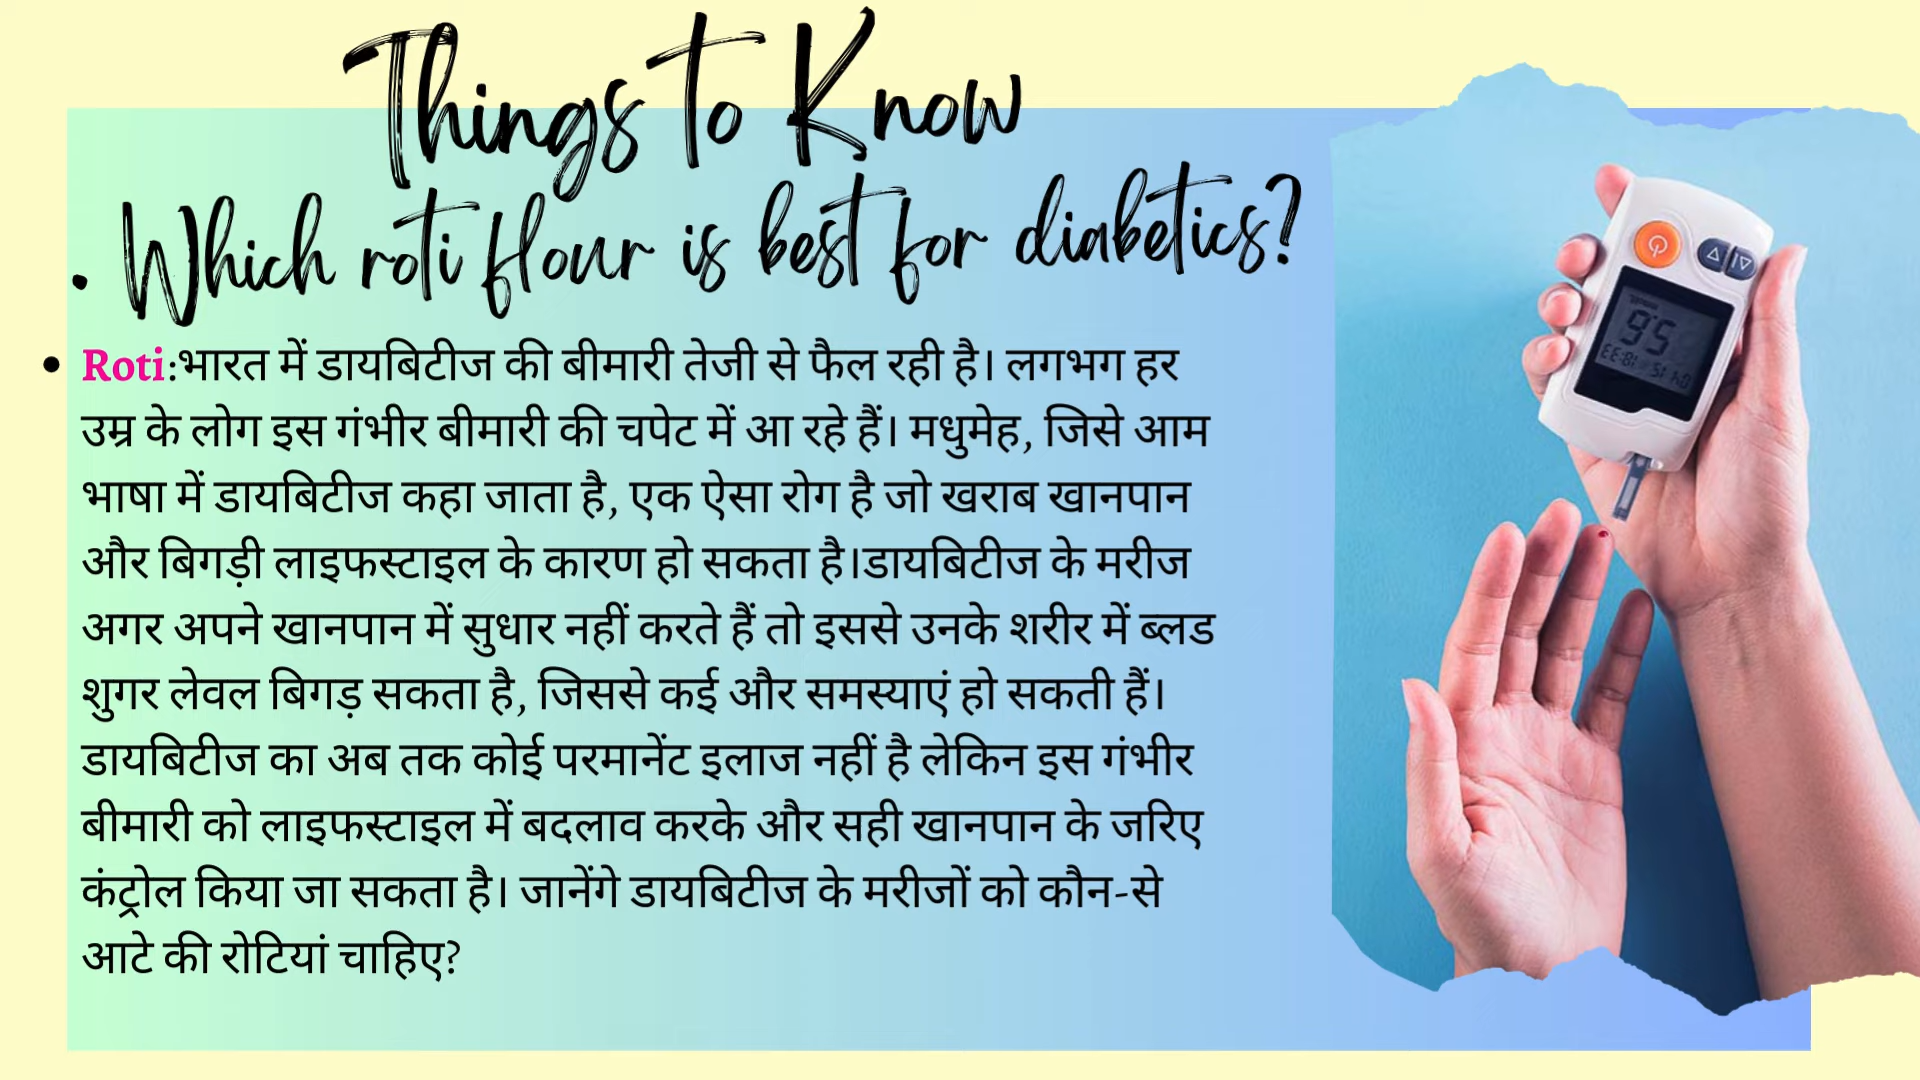 Things to Know
. Which roti flour is best for diabetics?
• Roti:भारत में डायबिटीज की बीमारी तेजी से फैल रही है। लगभग हर
उम्र के लोग इस गंभीर बीमारी की चपेट में आ रहे हैं। मधुमेह, जिसे आम
भाषा में डायबिटीज कहा जाता है, एक ऐसा रोग है जो खराब खानपान
और बिगड़ी लाइफस्टाइल के कारण हो सकता है।डायबिटीज के मरीज
अगर अपने खानपान में सुधार नहीं करते हैं तो इससे उनके शरीर में ब्लड
शुगर लेवल बिगड़ सकता है, जिससे कई और समस्याएं हो सकती हैं।
डायबिटीज का अब तक कोई परमानेंट इलाज नहीं है लेकिन इस गंभीर
बीमारी को लाइफस्टाइल में बदलाव करके और सही खानपान के जरिए
कंट्रोल किया जा सकता है। जानेंगे डायबिटीज के मरीजों को कौन-से
आटे की रोटियां चाहिए?